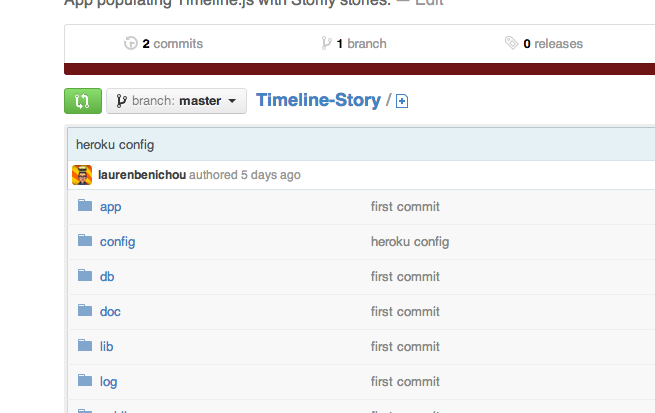 App populating Timeline.js with Storify stories. — Edit
2 commits
1 branch
0 releases
branch: master
Timeline-Story /
heroku config
laurenbenichou authored 5 days ago
app first commit
config heroku config
db first commit
doc first commit
lib first commit
log first commit